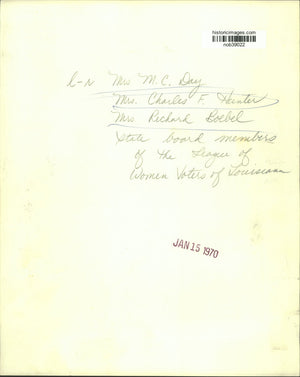 historicimages.com
nob39022
l-r Mrs. M. C. Day
Mrs. Charles F. Hunter
Mrs. Richard Goebel
State board members
of the League of
Women Voters of Louisiana
JAN 15 1970